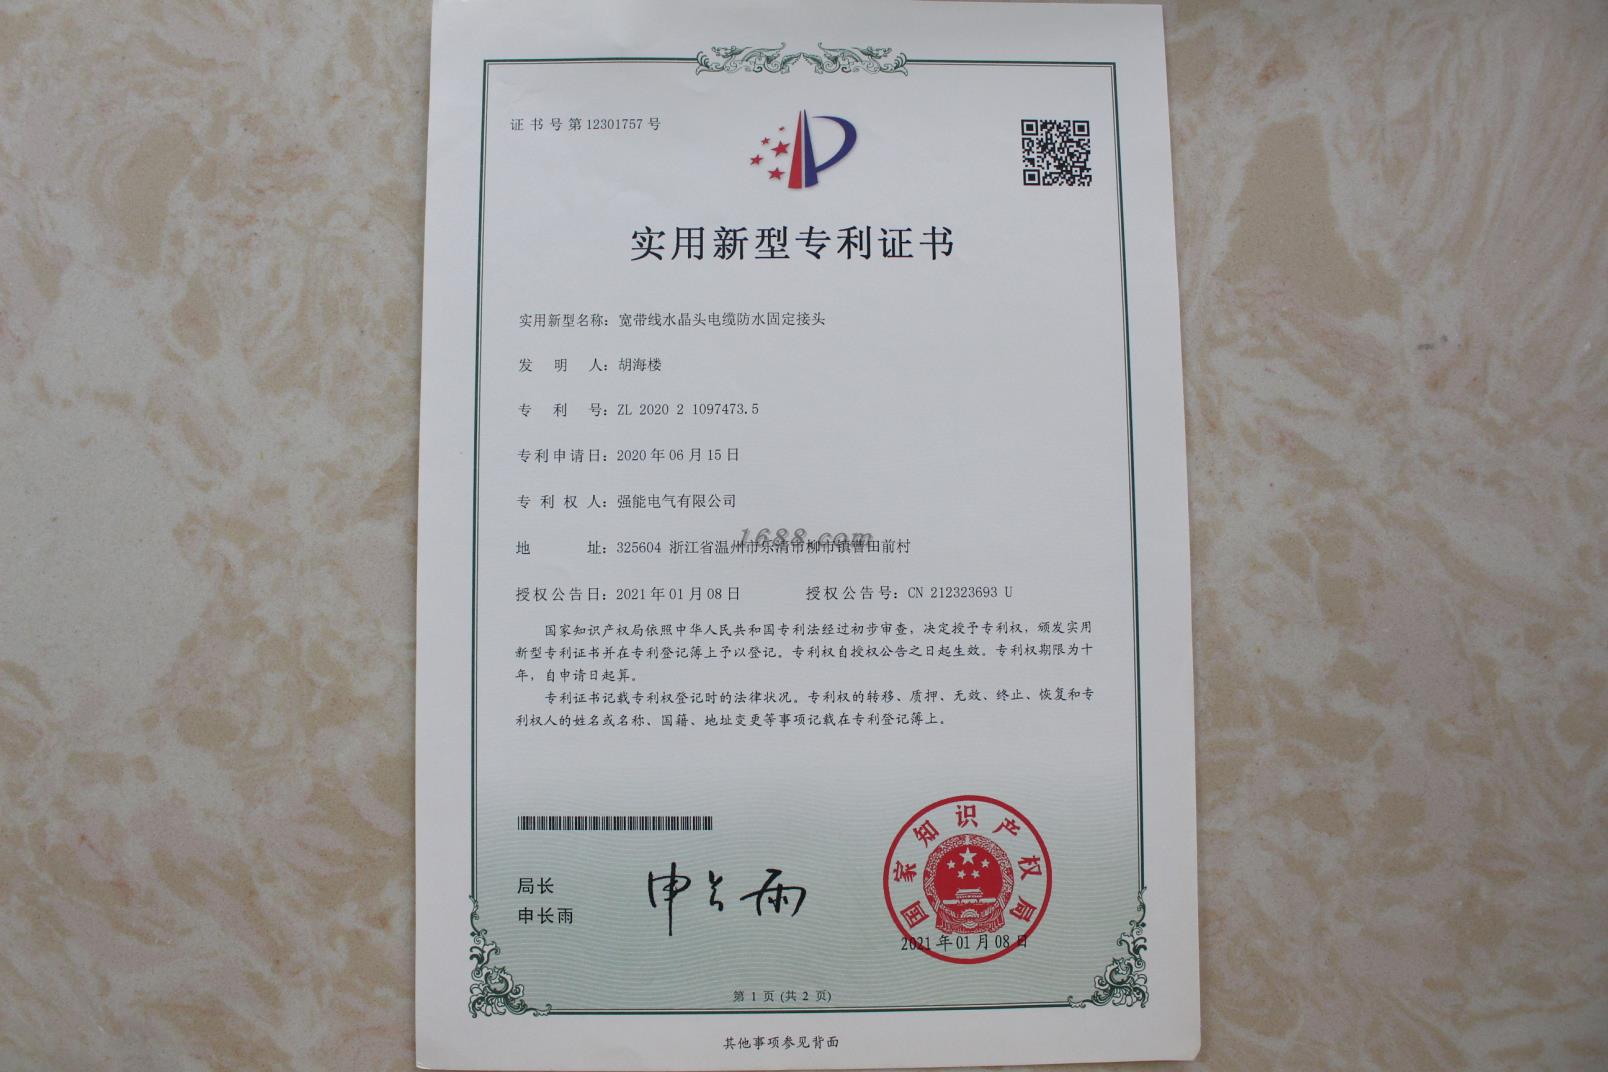 证书号第12301757号
实用新型专利证书
实用新型名称：宽带线水晶头电缆防水固定接头
发明人：胡海楼
专利号：ZL 2020 2 1097473.5
专利申请日：2020年06月15日
专利权人：强能电气有限公司
地址：325604 浙江省温州市乐清市柳市镇曹田前村
1688.com
授权公告日：2021年01月08日 授权公告号：CN 212323693 U
国家知识产权局依照中华人民共和国专利法经过初步审查，决定授予专利权，颁发实用
新型专利证书并在专利登记簿上予以登记。专利权自授权公告之日起生效。专利权期限为十
年，自申请日起算。
专利证书记载专利权登记时的法律状况。专利权的转移、质押、无效、终止、恢复和专
利权人的姓名或名称、国籍、地址变更等事项记载在专利登记簿上。
局长
申长雨
申长雨
国家知识产权局
2021年01月08日
第 1 页 (共 2 页)
其他事项参见背面